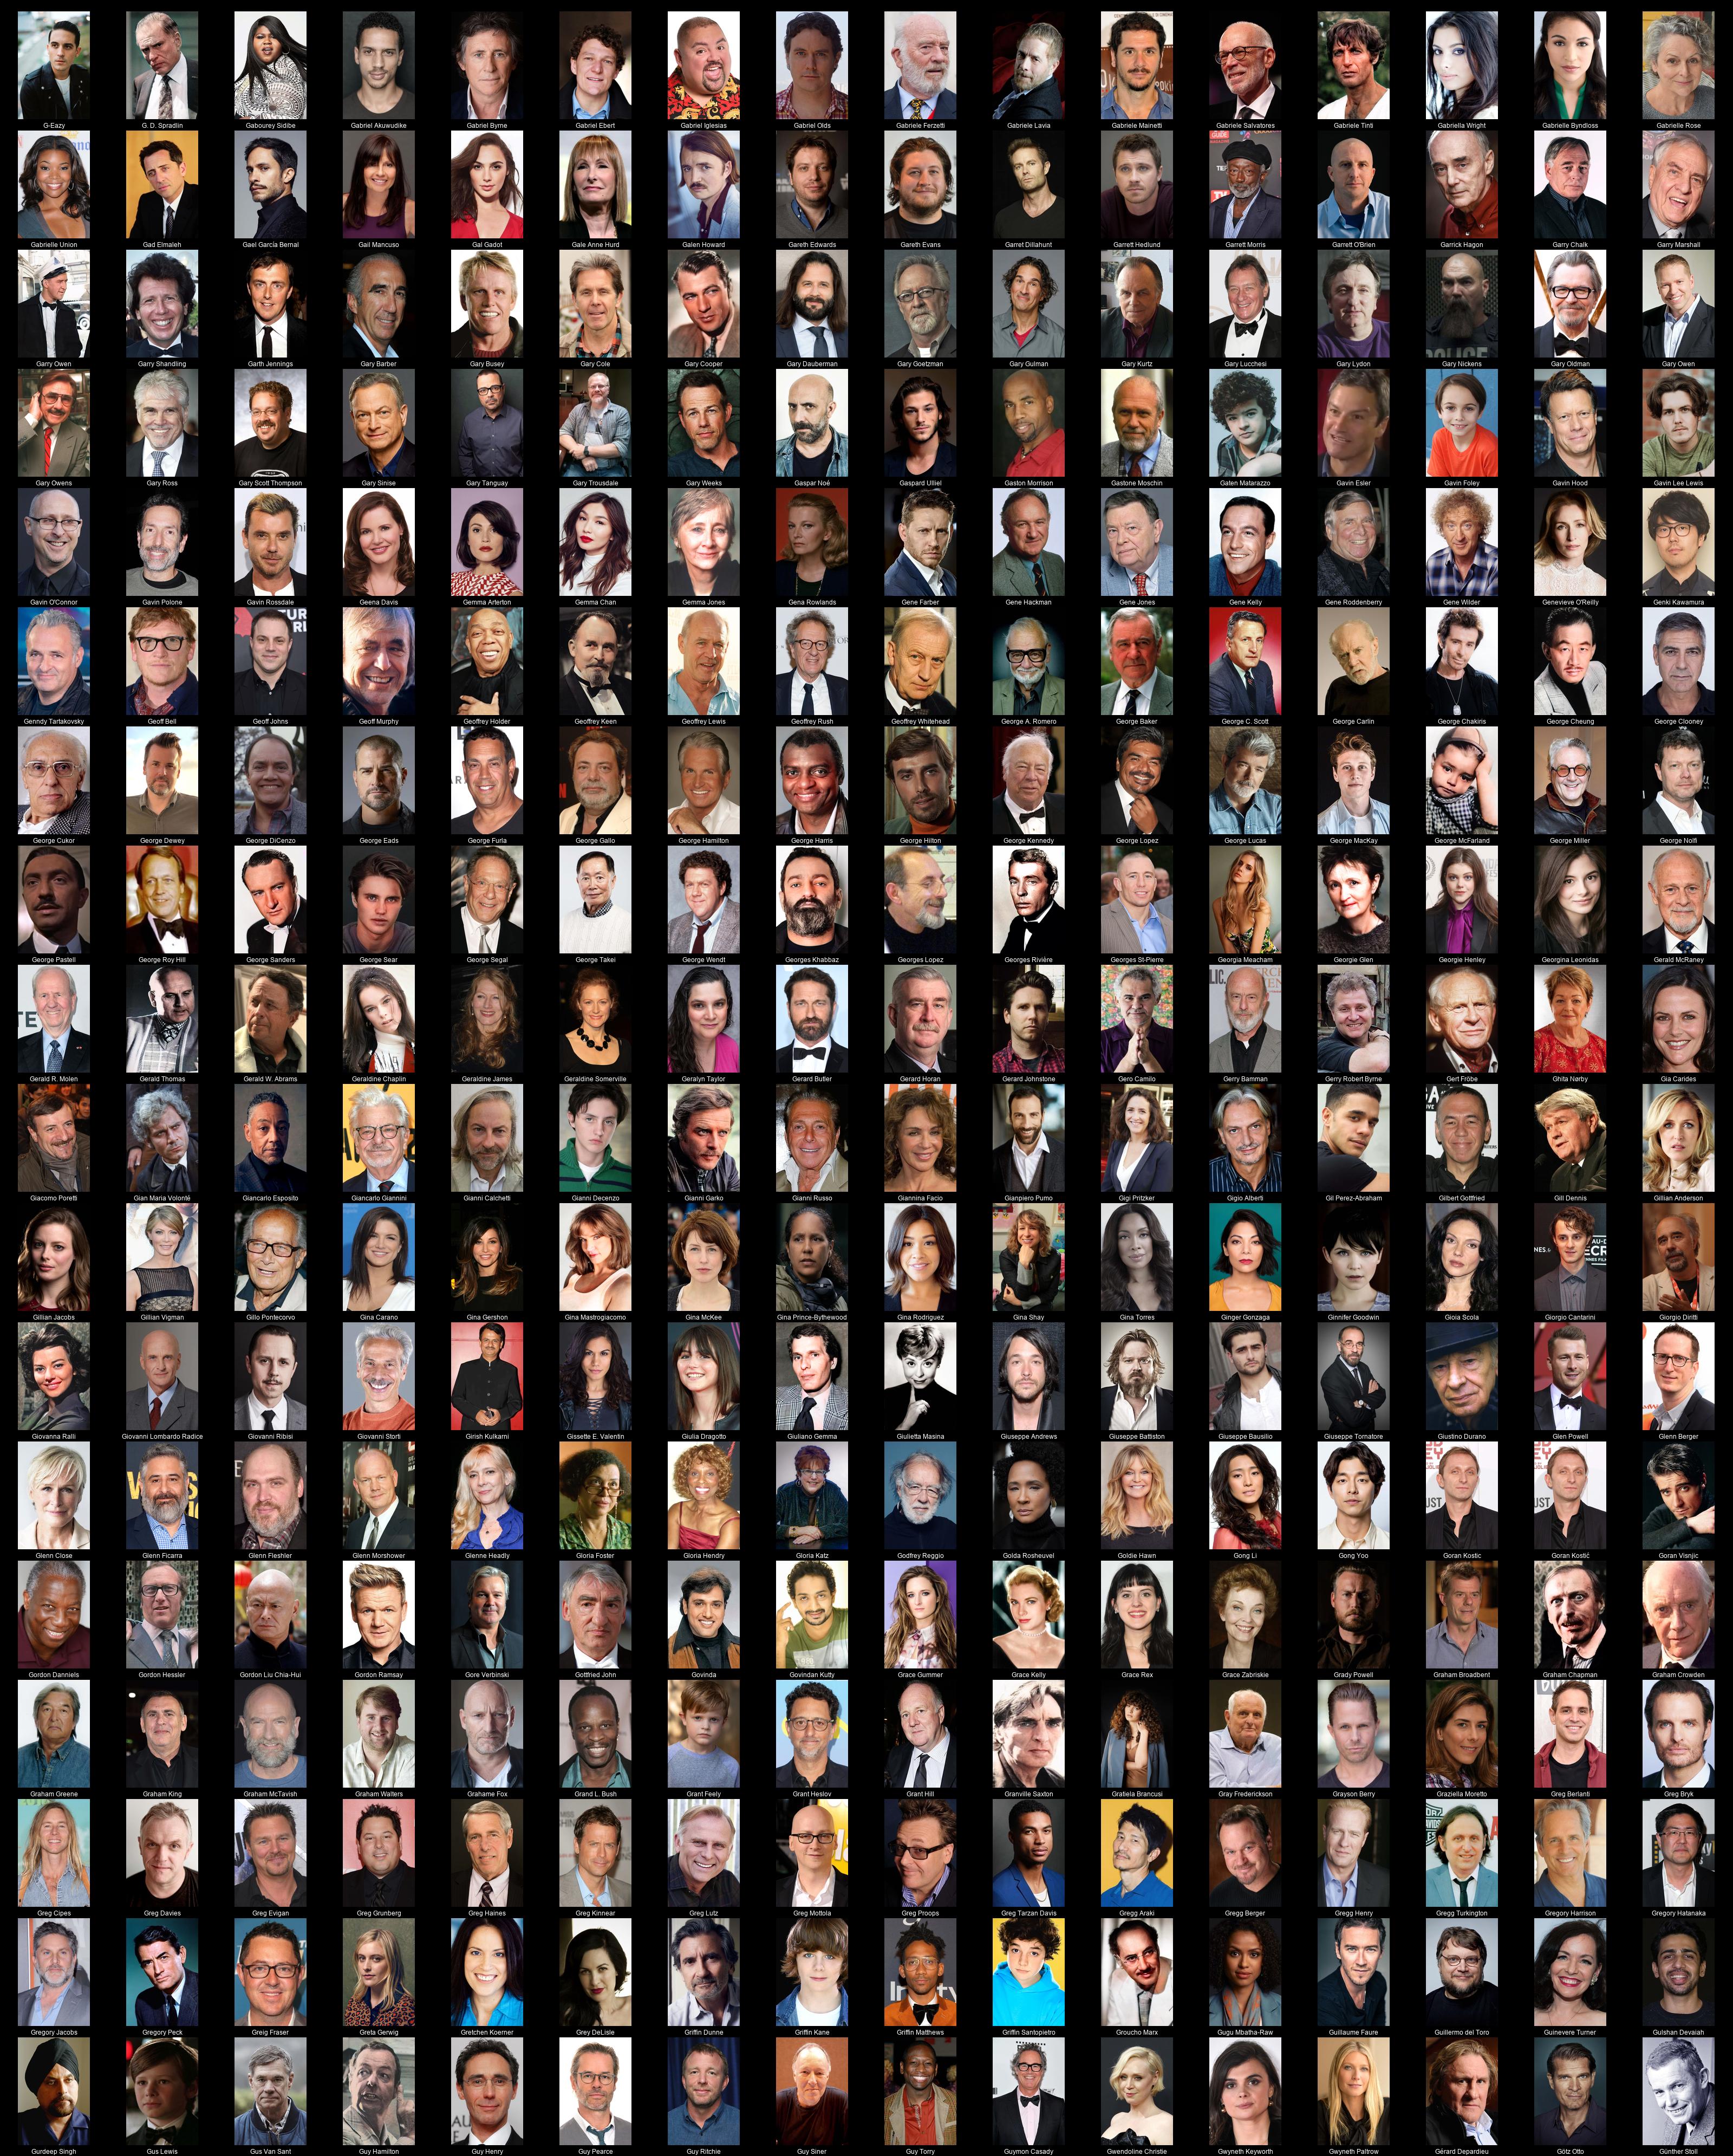 G-Eazy G. D. Spradlin Gabourey Sidibe Gabriel Akuwudike Gabriel Byrne Gabriel Ebert Gabriel Iglesias Gabriel Olds Gabriele Ferzetti Gabriele Lavia Gabriele Mainetti Gabriele Salvatores Gabriele Tinti Gabriella Wright Gabrielle Byndloss Gabrielle Rose
Gabrielle Union Gad Elmaleh Gael García Bernal Gail Mancuso Gal Gadot Gale Anne Hurd Galen Howard Gareth Edwards Gareth Evans Garret Dillahunt Garrett Hedlund Garrett Morris Garrett O'Brien Garrick Hagon Garry Chalk Garry Marshall
Garry Owen Garry Shandling Garth Jennings Gary Barber Gary Busey Gary Cole Gary Cooper Gary Dauberman Gary Goetzman Gary Gulman Gary Kurtz Gary Lucchesi Gary Lydon Gary Nickens Gary Oldman Gary Owen
Gary Owens Gary Ross Gary Scott Thompson Gary Sinise Gary Tanguay Gary Trousdale Gary Weeks Gaspar Noé Gaspard Ulliel Gaston Morrison Gastone Moschin Gaten Matarazzo Gavin Esler Gavin Foley Gavin Hood Gavin Lee Lewis
Gavin O'Connor Gavin Polone Gavin Rossdale Geena Davis Gemma Arterton Gemma Chan Gemma Jones Gena Rowlands Gene Farber Gene Hackman Gene Jones Gene Kelly Gene Roddenberry Gene Wilder Genevieve O'Reilly Genki Kawamura
Genndy Tartakovsky Geoff Bell Geoff Johns Geoff Murphy Geoffrey Holder Geoffrey Keen Geoffrey Lewis Geoffrey Rush Geoffrey Whitehead George A. Romero George Baker George C. Scott George Carlin George Chakiris George Cheung George Clooney
George Cukor George Dewey George DiCenzo George Eads George Furla George Gallo George Hamilton George Harris George Hilton George Kennedy George Lopez George Lucas George MacKay George McFarland George Miller George Nolfi
George Pastell George Roy Hill George Sanders George Sear George Segal George Takei George Wendt Georges Khabbaz Georges Lopez Georges Rivière Georges St-Pierre Georgia Meacham Georgie Glen Georgie Henley Georgina Leonidas Gerald McRaney
Gerald R. Molen Gerald Thomas Gerald W. Abrams Geraldine Chaplin Geraldine James Geraldine Somerville Geralyn Taylor Gerard Butler Gerard Horan Gerard Johnstone Gero Camilo Gerry Bamman Gerry Robert Byrne Gert Fröbe Ghita Nørby Gia Carides
Giacomo Poretti Gian Maria Volonté Giancarlo Esposito Giancarlo Giannini Gianni Calchetti Gianni Decenzo Gianni Garko Gianni Russo Giannina Facio Gianpiero Pumo Gigi Pritzker Gigio Alberti Gil Perez-Abraham Gilbert Gottfried Gill Dennis Gillian Anderson
Gillian Jacobs Gillian Vigman Gillo Pontecorvo Gina Carano Gina Gershon Gina Mastrogiacomo Gina McKee Gina Prince-Bythewood Gina Rodriguez Gina Shay Gina Torres Ginger Gonzaga Ginnifer Goodwin Gioia Scola Giorgio Cantarini Giorgio Diritti
Giovanna Ralli Giovanni Lombardo Radice Giovanni Ribisi Giovanni Storti Girish Kulkarni Gissette E. Valentin Giulia Dragotto Giuliano Gemma Giulietta Masina Giuseppe Andrews Giuseppe Battiston Giuseppe Bausilio Giuseppe Tornatore Giustino Durano Glen Powell Glenn Berger
Glenn Close Glenn Ficarra Glenn Fleshler Glenn Morshower Glenne Headly Gloria Foster Gloria Hendry Gloria Katz Godfrey Reggio Golda Rosheuvel Goldie Hawn Gong Li Gong Yoo Goran Kostic Goran Kostić Goran Visnjic
Gordon Danniels Gordon Hessler Gordon Liu Chia-Hui Gordon Ramsay Gore Verbinski Gottfried John Govinda Govindan Kutty Grace Gummer Grace Kelly Grace Rex Grace Zabriskie Grady Powell Graham Broadbent Graham Chapman Graham Crowden
Graham Greene Graham King Graham McTavish Graham Walters Grahame Fox Grand L. Bush Grant Feely Grant Heslov Grant Hill Granville Saxton Gratiela Brancusi Gray Frederickson Grayson Berry Graziella Moretto Greg Berlanti Greg Bryk
Greg Cipes Greg Davies Greg Evigan Greg Grunberg Greg Haines Greg Kinnear Greg Lutz Greg Mottola Greg Proops Greg Tarzan Davis Gregg Araki Gregg Berger Gregg Henry Gregg Turkington Gregory Harrison Gregory Hatanaka
Gregory Jacobs Gregory Peck Greig Fraser Greta Gerwig Gretchen Koerner Grey DeLisle Griffin Dunne Griffin Kane Griffin Matthews Griffin Santopietro Groucho Marx Gugu Mbatha-Raw Guillaume Faure Guillermo del Toro Guinevere Turner Gulshan Devaiah
Gurdeep Singh Gus Lewis Gus Van Sant Guy Hamilton Guy Henry Guy Pearce Guy Ritchie Guy Siner Guy Torry Guymon Casady Gwendoline Christie Gwyneth Keyworth Gwyneth Paltrow Gérard Depardieu Götz Otto Günther Stoll